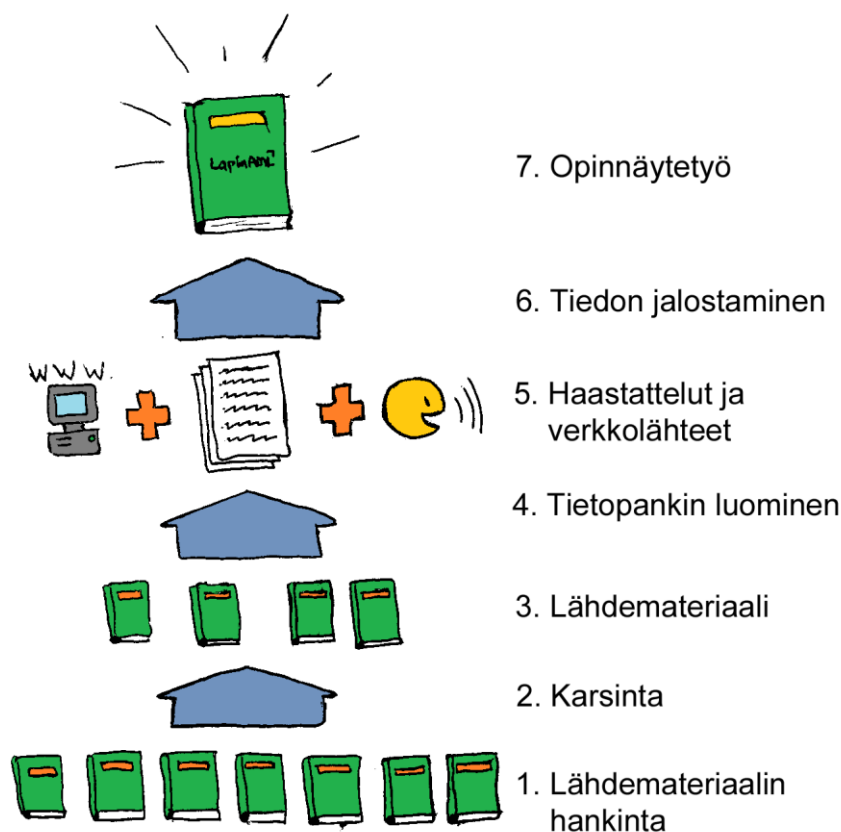 LapinAMK
7. Opinnäytetyö
6. Tiedon jalostaminen
W W W.
5. Haastattelut ja
verkkolähteet
4. Tietopankin luominen
3. Lähdemateriaali
2. Karsinta
1. Lähdemateriaalin
hankinta